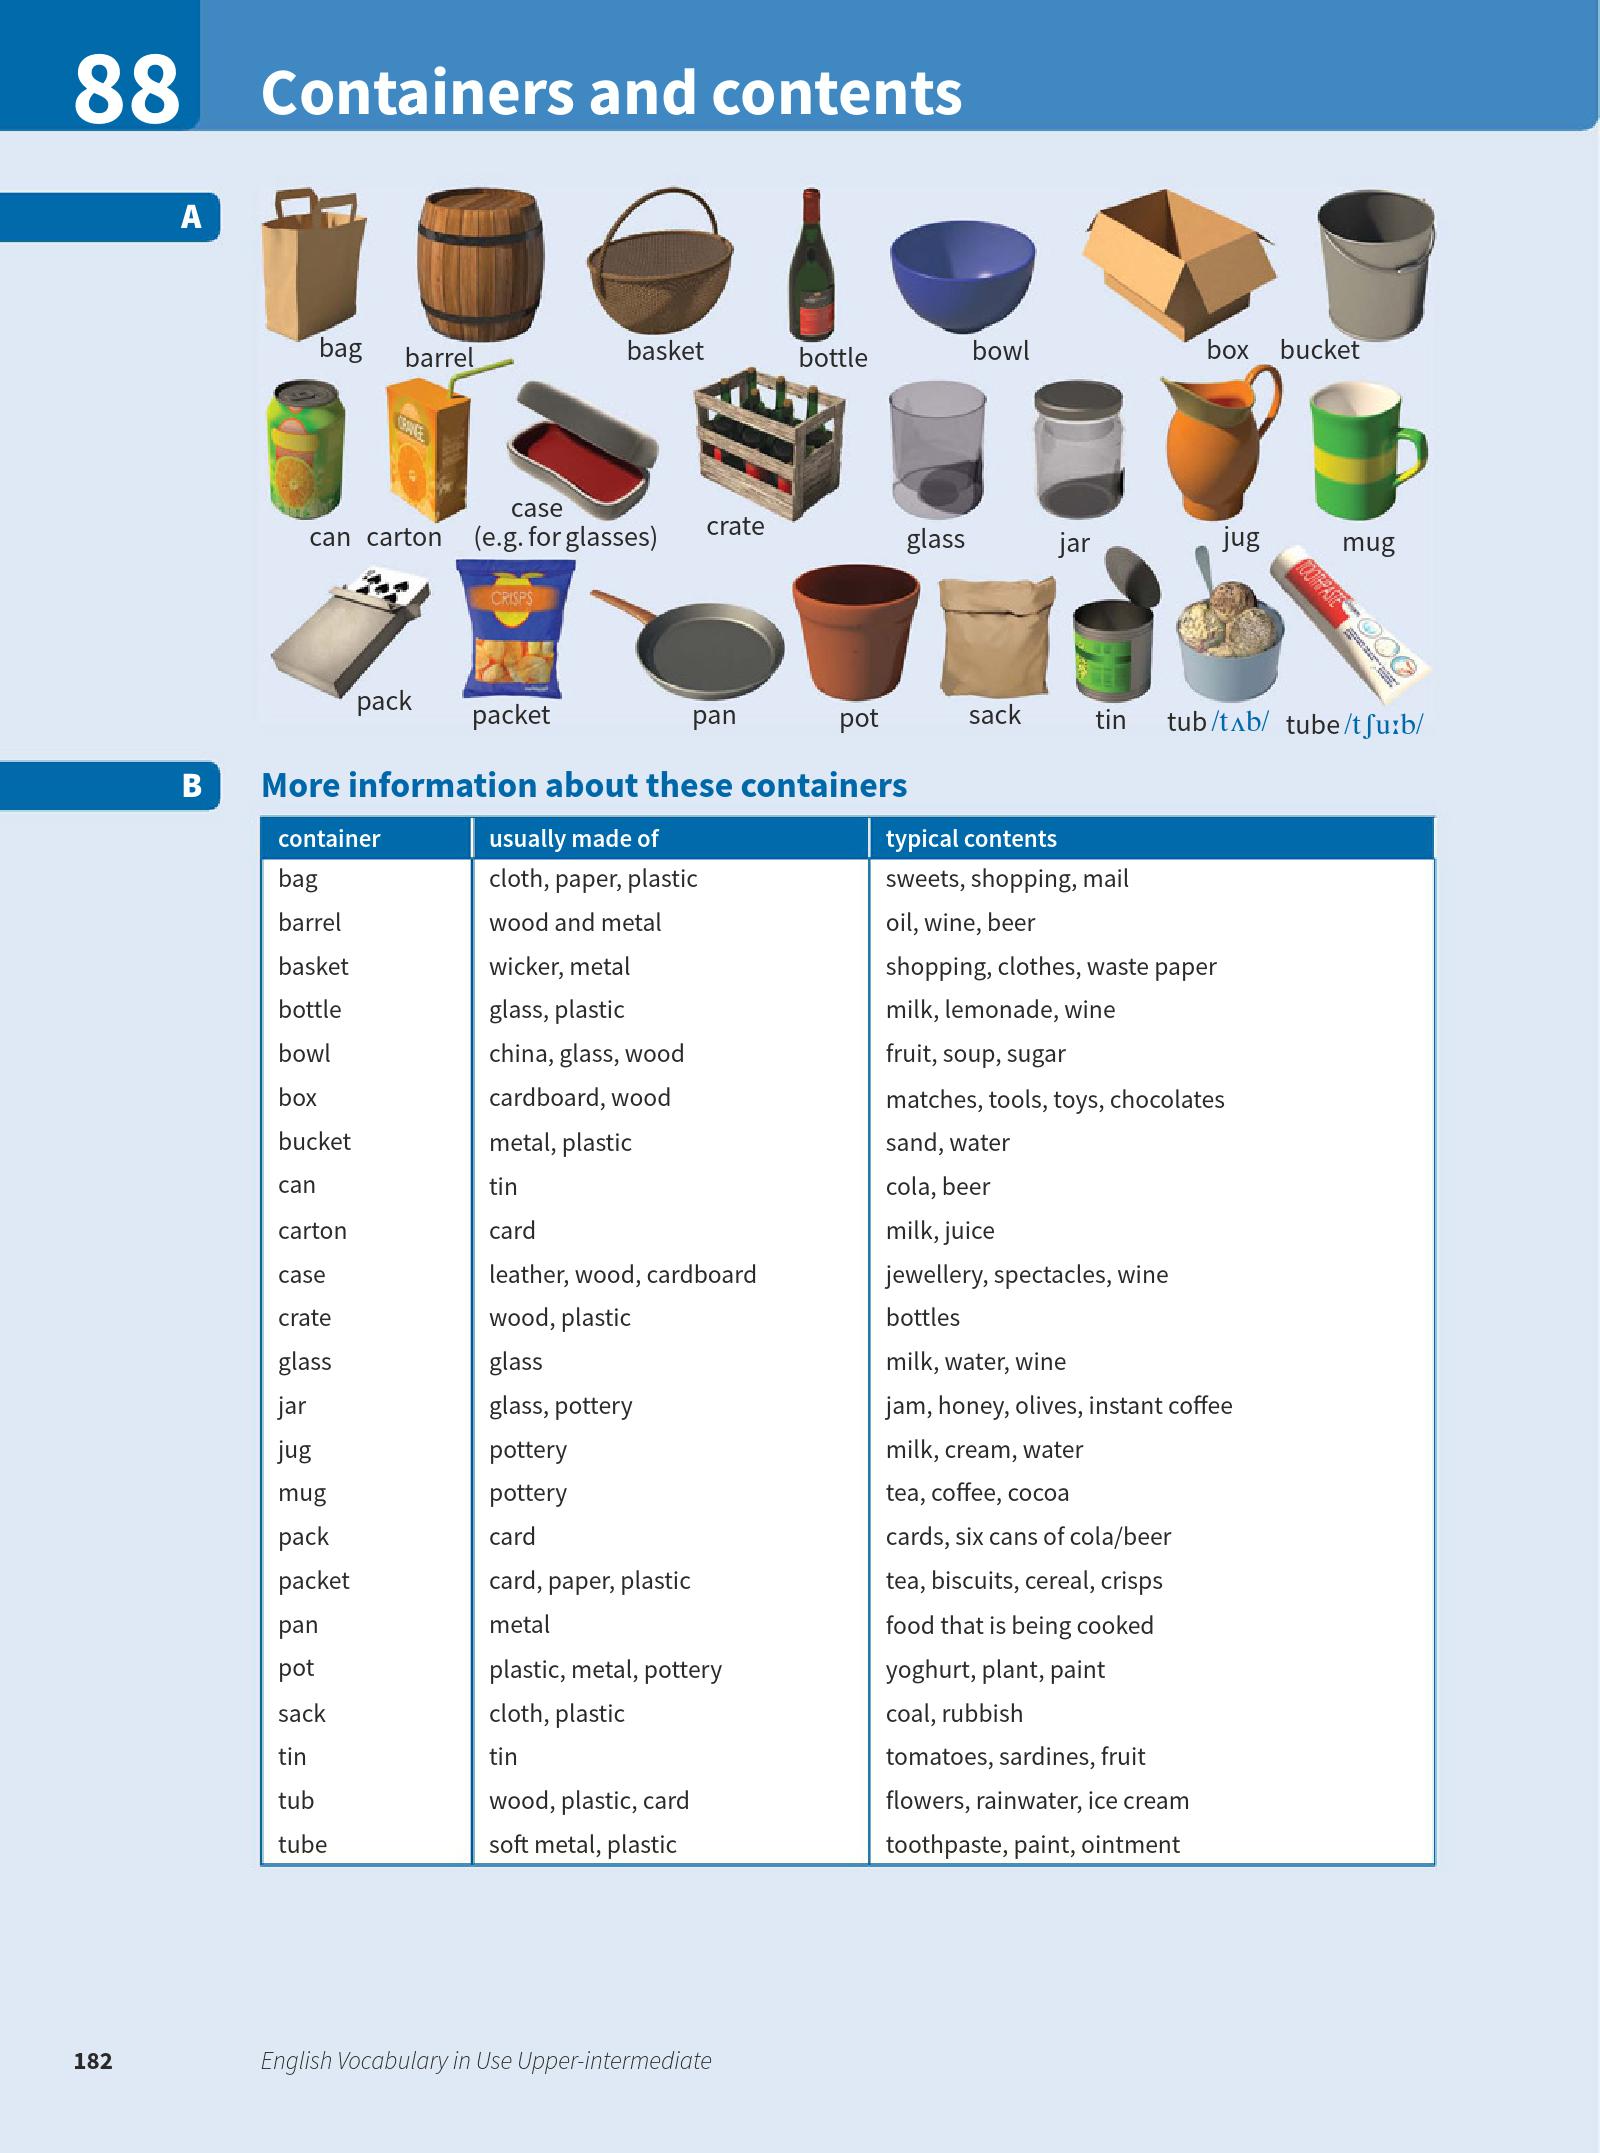 88 Containers and contents
A
bag barrel basket bottle bowl box bucket
ORANGE
can carton case (e.g. for glasses) crate glass jar jug mug
CRISPS
TOOTHPASTE
pack packet pan pot sack tin tub /tʌb/ tube /tʃuːb/
B More information about these containers
container usually made of typical contents
bag cloth, paper, plastic sweets, shopping, mail
barrel wood and metal oil, wine, beer
basket wicker, metal shopping, clothes, waste paper
bottle glass, plastic milk, lemonade, wine
bowl china, glass, wood fruit, soup, sugar
box cardboard, wood matches, tools, toys, chocolates
bucket metal, plastic sand, water
can tin cola, beer
carton card milk, juice
case leather, wood, cardboard jewellery, spectacles, wine
crate wood, plastic bottles
glass glass milk, water, wine
jar glass, pottery jam, honey, olives, instant coffee
jug pottery milk, cream, water
mug pottery tea, coffee, cocoa
pack card cards, six cans of cola/beer
packet card, paper, plastic tea, biscuits, cereal, crisps
pan metal food that is being cooked
pot plastic, metal, pottery yoghurt, plant, paint
sack cloth, plastic coal, rubbish
tin tin tomatoes, sardines, fruit
tub wood, plastic, card flowers, rainwater, ice cream
tube soft metal, plastic toothpaste, paint, ointment
182 English Vocabulary in Use Upper-intermediate